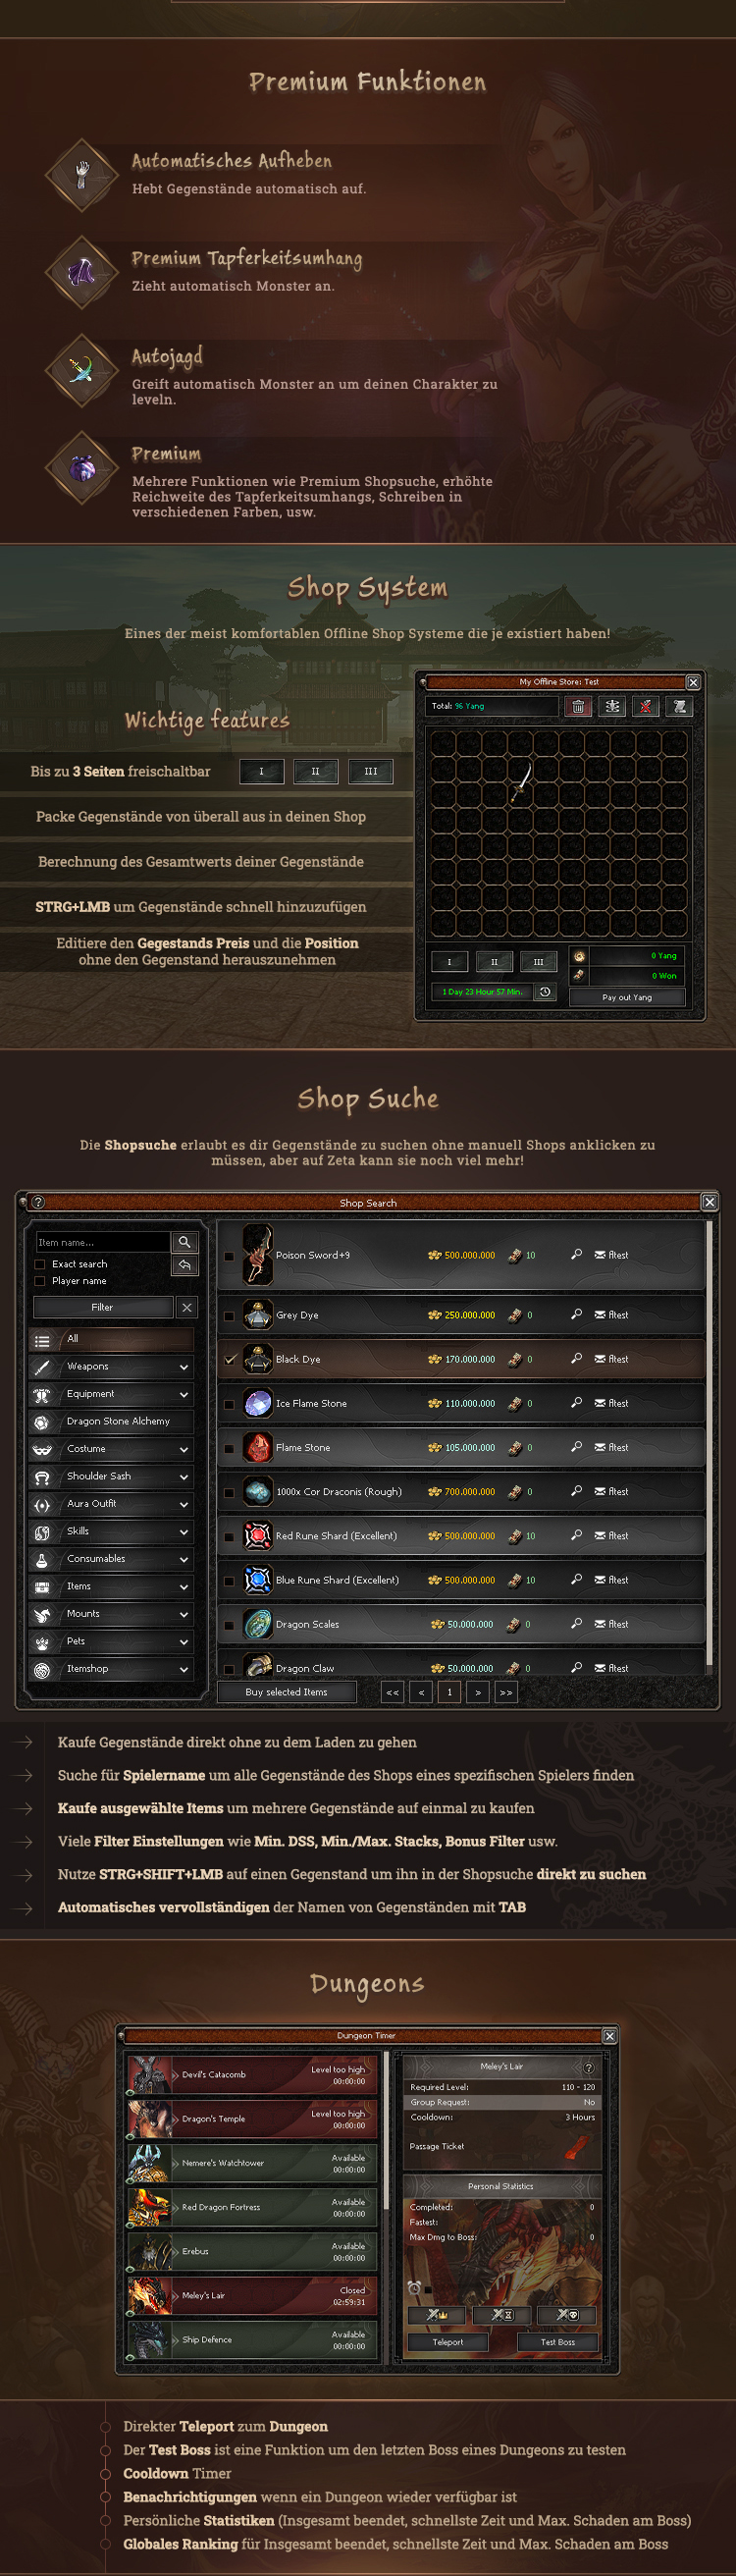 Premium Funktionen
Automatisches Aufheben
Hebt Gegenstände automatisch auf.
Premium Tapferkeitsumhang
Zieht automatisch Monster an.
Autojagd
Greift automatisch Monster an um deinen Charakter zu
leveln.
Premium
Mehrere Funktionen wie Premium Shopsuche, erhöhte
Reichweite des Tapferkeitsumhangs, Schreiben in
verschiedenen Farben, usw.
Shop System
Eines der meist komfortablen Offline Shop Systeme die je existiert haben!
Wichtige features
Bis zu 3 Seiten freischaltbar I II III
Packe Gegenstände von überall aus in deinen Shop
Berechnung des Gesamtwerts deiner Gegenstände
STRG+LMB um Gegenstände schnell hinzuzufügen
Editiere den Gegestands Preis und die Position
ohne den Gegenstand herauszunehmen
My Offline Store: Test
Total: 96 Yang
I II III
0 Yang
0 Won
1 Day 23 Hour 57 Min.
Pay out Yang
Shop Suche
Die Shopsuche erlaubt es dir Gegenstände zu suchen ohne manuell Shops anklicken zu
müssen, aber auf Zeta kann sie noch viel mehr!
Shop Search
Item name...
Exact search
Player name
Filter
All
Weapons
Equipment
Dragon Stone Alchemy
Costume
Shoulder Sash
Aura Outfit
Skills
Consumables
Items
Mounts
Pets
Itemshop
Poison Sword+9 500.000.000 10 ftest
Grey Dye 250.000.000 0 ftest
Black Dye 170.000.000 0 ftest
Ice Flame Stone 110.000.000 0 ftest
Flame Stone 105.000.000 0 ftest
1000x Cor Draconis (Rough) 700.000.000 0 ftest
Red Rune Shard (Excellent) 500.000.000 10 ftest
Blue Rune Shard (Excellent) 500.000.000 10 ftest
Dragon Scales 50.000.000 0 ftest
Dragon Claw 50.000.000 0 ftest
Buy selected Items << < 1 > >>
Kaufe Gegenstände direkt ohne zu dem Laden zu gehen
Suche für Spielername um alle Gegenstände des Shops eines spezifischen Spielers finden
Kaufe ausgewählte Items um mehrere Gegenstände auf einmal zu kaufen
Viele Filter Einstellungen wie Min. DSS, Min./Max. Stacks, Bonus Filter usw.
Nutze STRG+SHIFT+LMB auf einen Gegenstand um ihn in der Shopsuche direkt zu suchen
Automatisches vervollständigen der Namen von Gegenständen mit TAB
Dungeons
Dungeon Timer
Devil's Catacomb Level too high
00:00:00
Dragon's Temple Level too high
00:00:00
Nemere's Watchtower Available
00:00:00
Red Dragon Fortress Available
00:00:00
Erebus Available
00:00:00
Meley's Lair Closed
02:59:31
Ship Defence Available
00:00:00
Meley's Lair
Required Level: 110 - 120
Group Request: No
Cooldown: 3 Hours
Passage Ticket
Personal Statistics
Completed: 0
Fastest:
Max Dmg to Boss: 0
Teleport Test Boss
Direkter Teleport zum Dungeon
Der Test Boss ist eine Funktion um den letzten Boss eines Dungeons zu testen
Cooldown Timer
Benachrichtigungen wenn ein Dungeon wieder verfügbar ist
Persönliche Statistiken (Insgesamt beendet, schnellste Zeit und Max. Schaden am Boss)
Globales Ranking für Insgesamt beendet, schnellste Zeit und Max. Schaden am Boss